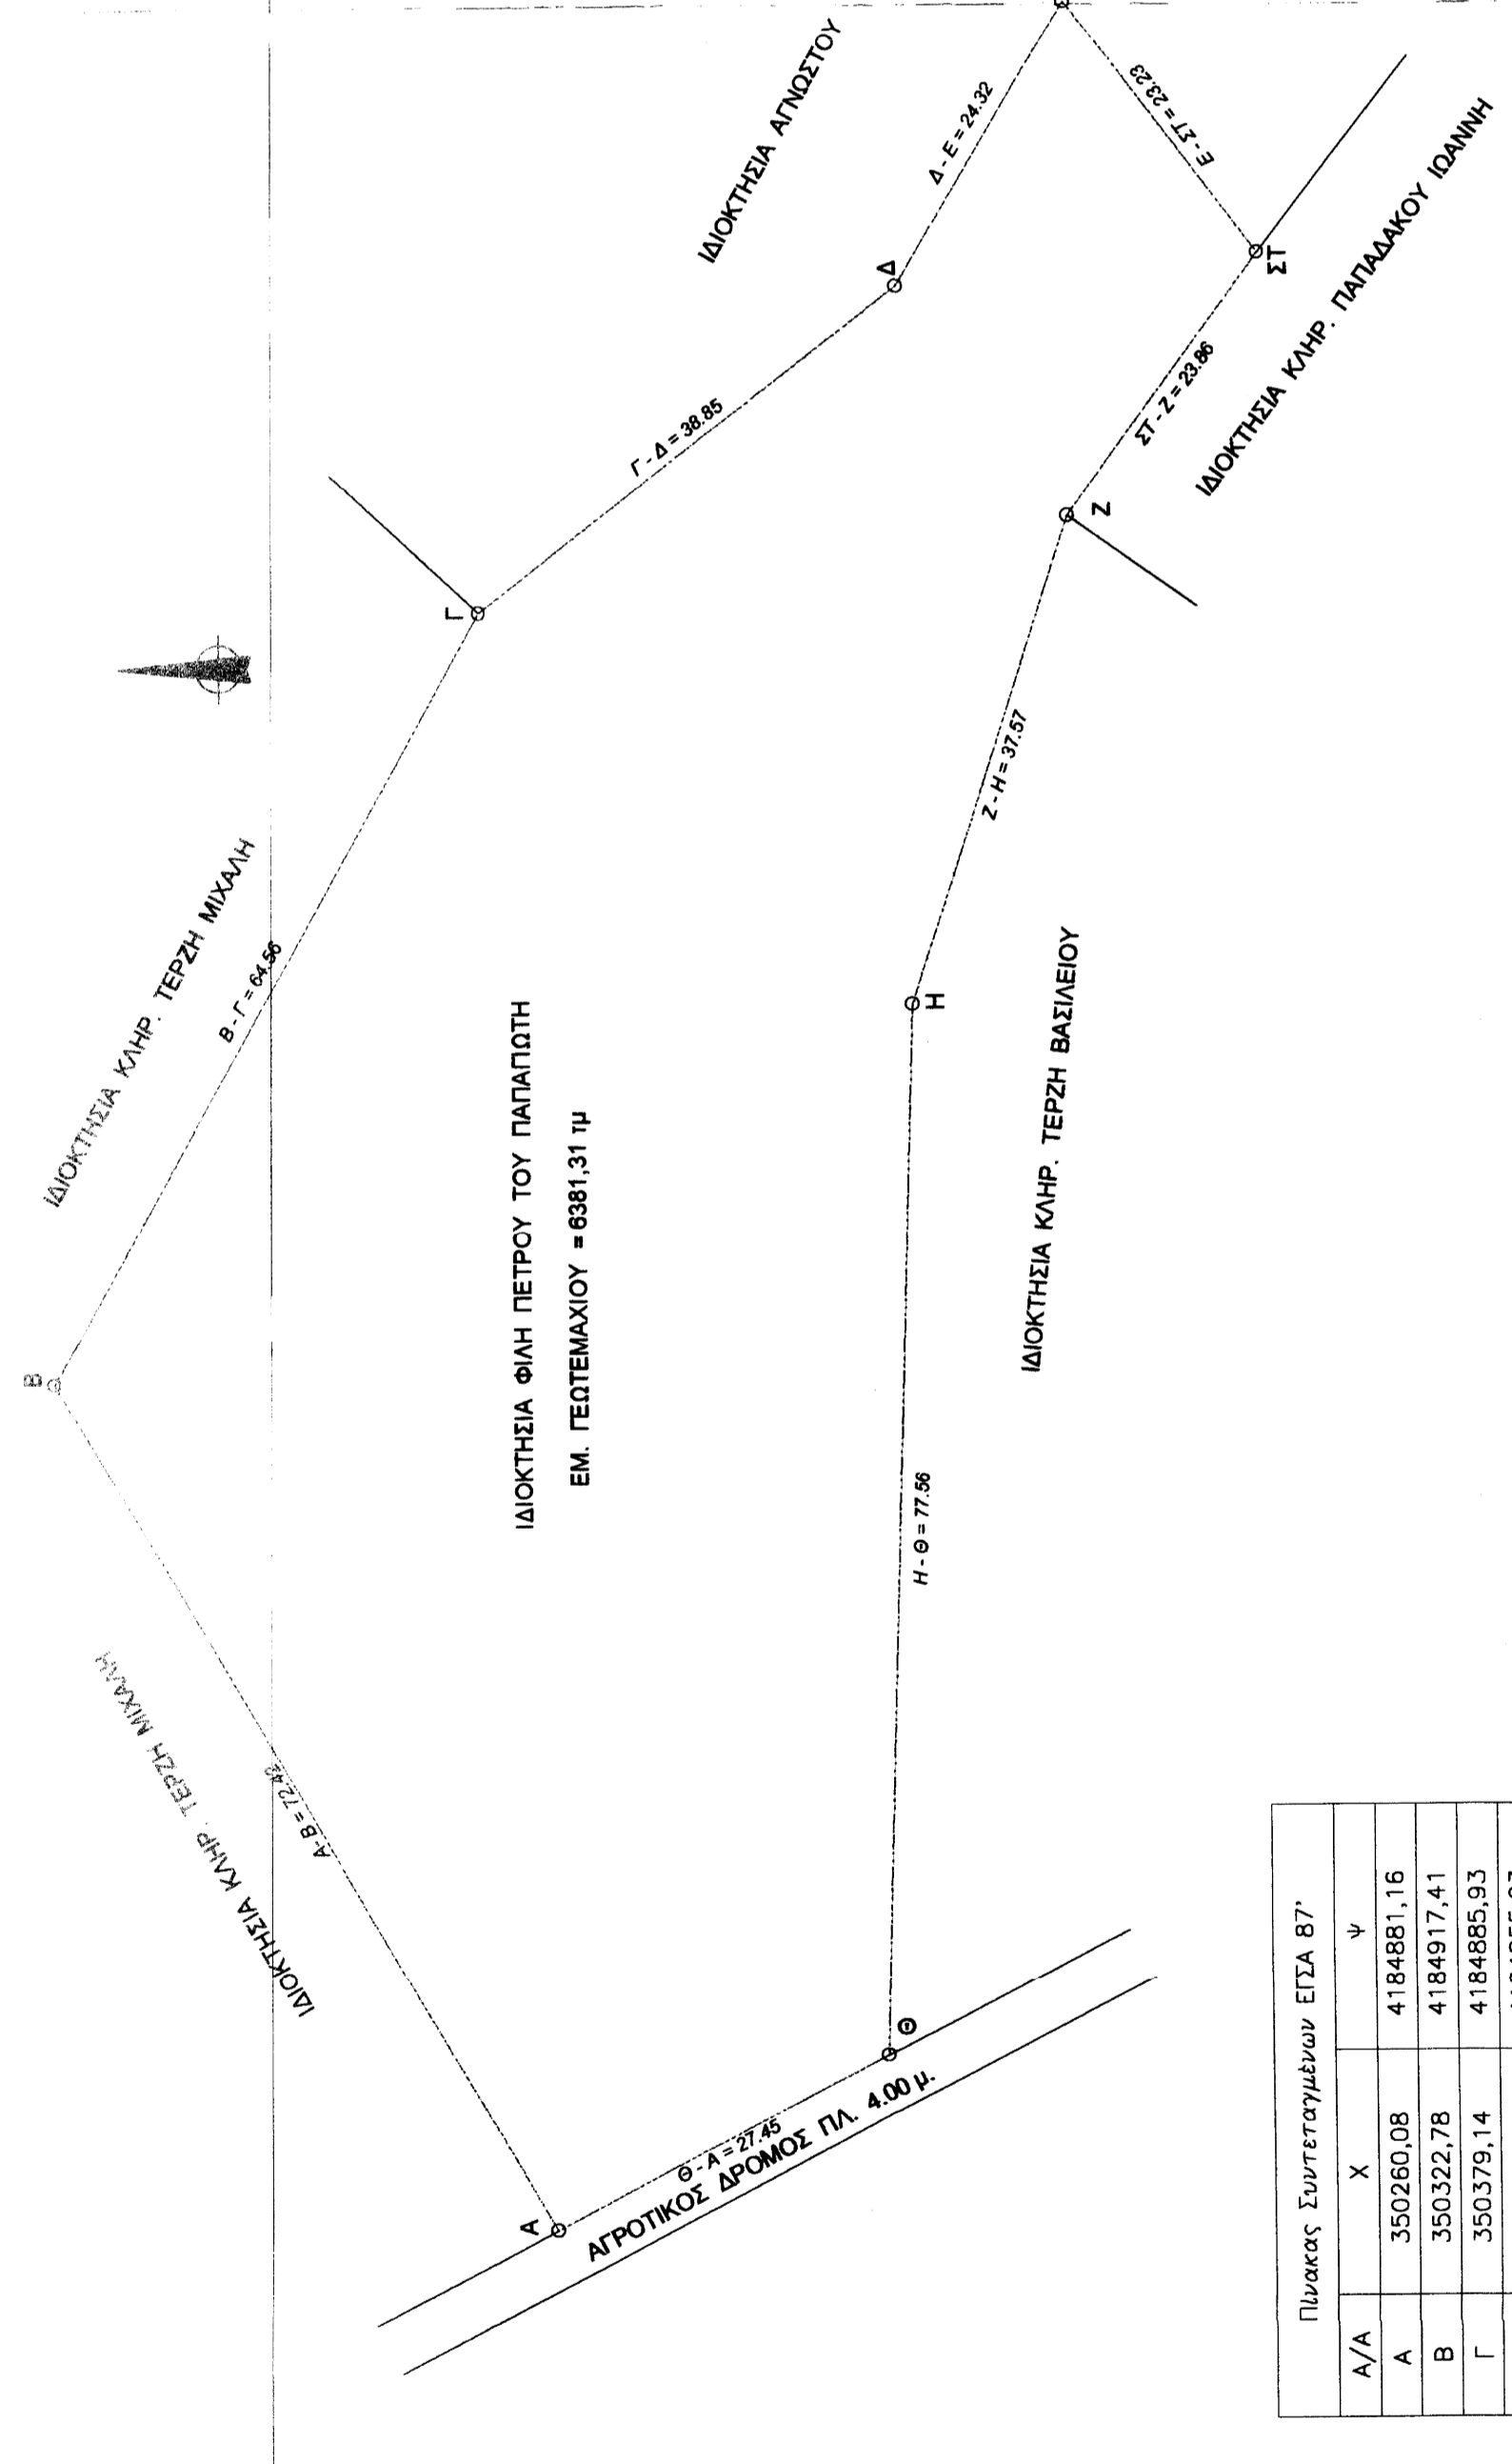 ΙΔΙΟΚΤΗΣΙΑ ΚΛΗΡ. ΤΕΡΖΗ ΜΙΧΑΛΗ
ΙΔΙΟΚΤΗΣΙΑ ΚΛΗΡ. ΤΕΡΖΗ ΜΙΧΑΛΗ
ΙΔΙΟΚΤΗΣΙΑ ΑΓΝΩΣΤΟΥ
Β
Α-Β = 72.42
Β - Γ = 64.56
Γ
Γ - Δ = 38.85
Δ
Δ - Ε = 24.32
Ε - ΣΤ = 23.23
ΣΤ
ΣΤ - Ζ = 23.86
Ζ
Ζ - Η = 37.57
Η
Η - Θ = 77.56
Θ
Θ - Α = 27.45
Α
ΑΓΡΟΤΙΚΟΣ ΔΡΟΜΟΣ ΠΛ. 4.00 μ.
ΙΔΙΟΚΤΗΣΙΑ ΦΙΛΗ ΠΕΤΡΟΥ ΤΟΥ ΠΑΠΑΠΩΤΗ
ΕΜ. ΓΕΩΤΕΜΑΧΙΟΥ = 6381,31 τμ
ΙΔΙΟΚΤΗΣΙΑ ΚΛΗΡ. ΤΕΡΖΗ ΒΑΣΙΛΕΙΟΥ
ΙΔΙΟΚΤΗΣΙΑ ΚΛΗΡ. ΠΑΠΑΔΑΚΟΥ ΙΩΑΝΝΗ
Πίνακας Συντεταγμένων ΕΓΣΑ 87'
Α/Α Χ Ψ
Α 350260,08 4184881,16
Β 350322,78 4184917,41
Γ 350379,14 4184885,93